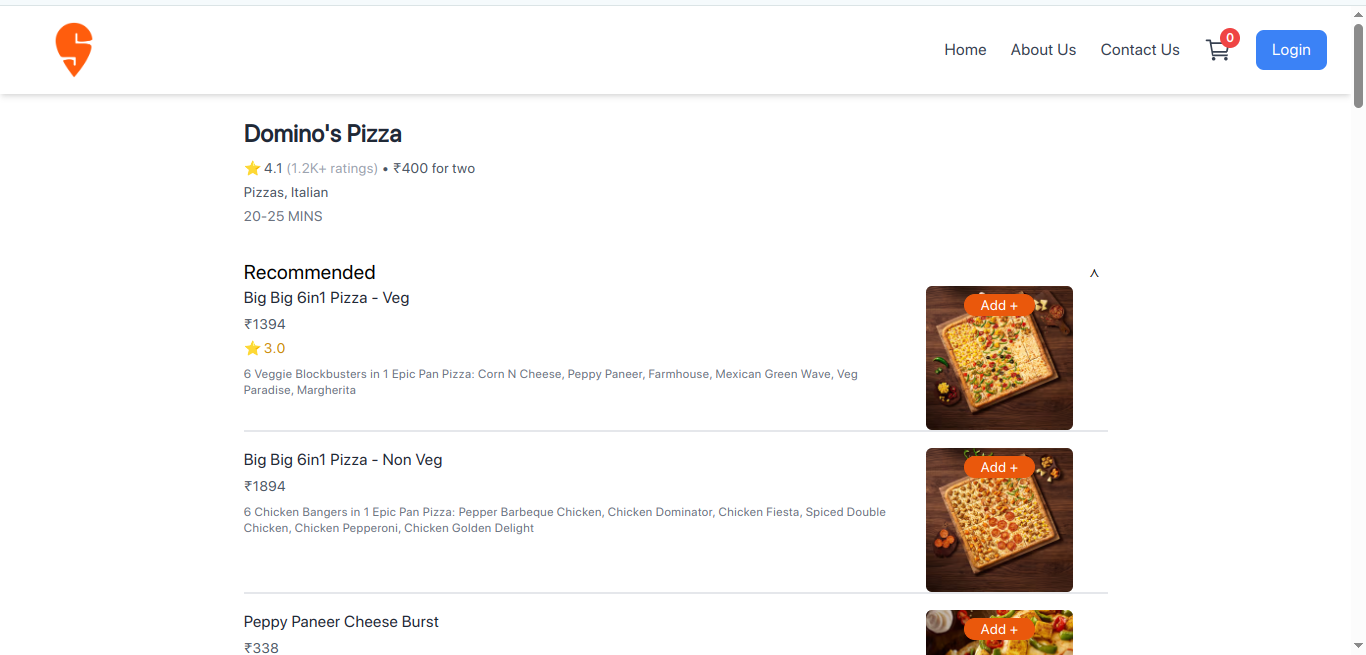 Home About Us Contact Us 0 Login
Domino's Pizza
⭐ 4.1 (1.2K+ ratings) • ₹400 for two
Pizzas, Italian
20-25 MINS
Recommended
Big Big 6in1 Pizza - Veg
Add +
₹1394
⭐ 3.0
6 Veggie Blockbusters in 1 Epic Pan Pizza: Corn N Cheese, Peppy Paneer, Farmhouse, Mexican Green Wave, Veg
Paradise, Margherita
Big Big 6in1 Pizza - Non Veg
Add +
₹1894
6 Chicken Bangers in 1 Epic Pan Pizza: Pepper Barbeque Chicken, Chicken Dominator, Chicken Fiesta, Spiced Double
Chicken, Chicken Pepperoni, Chicken Golden Delight
Peppy Paneer Cheese Burst
Add +
₹338